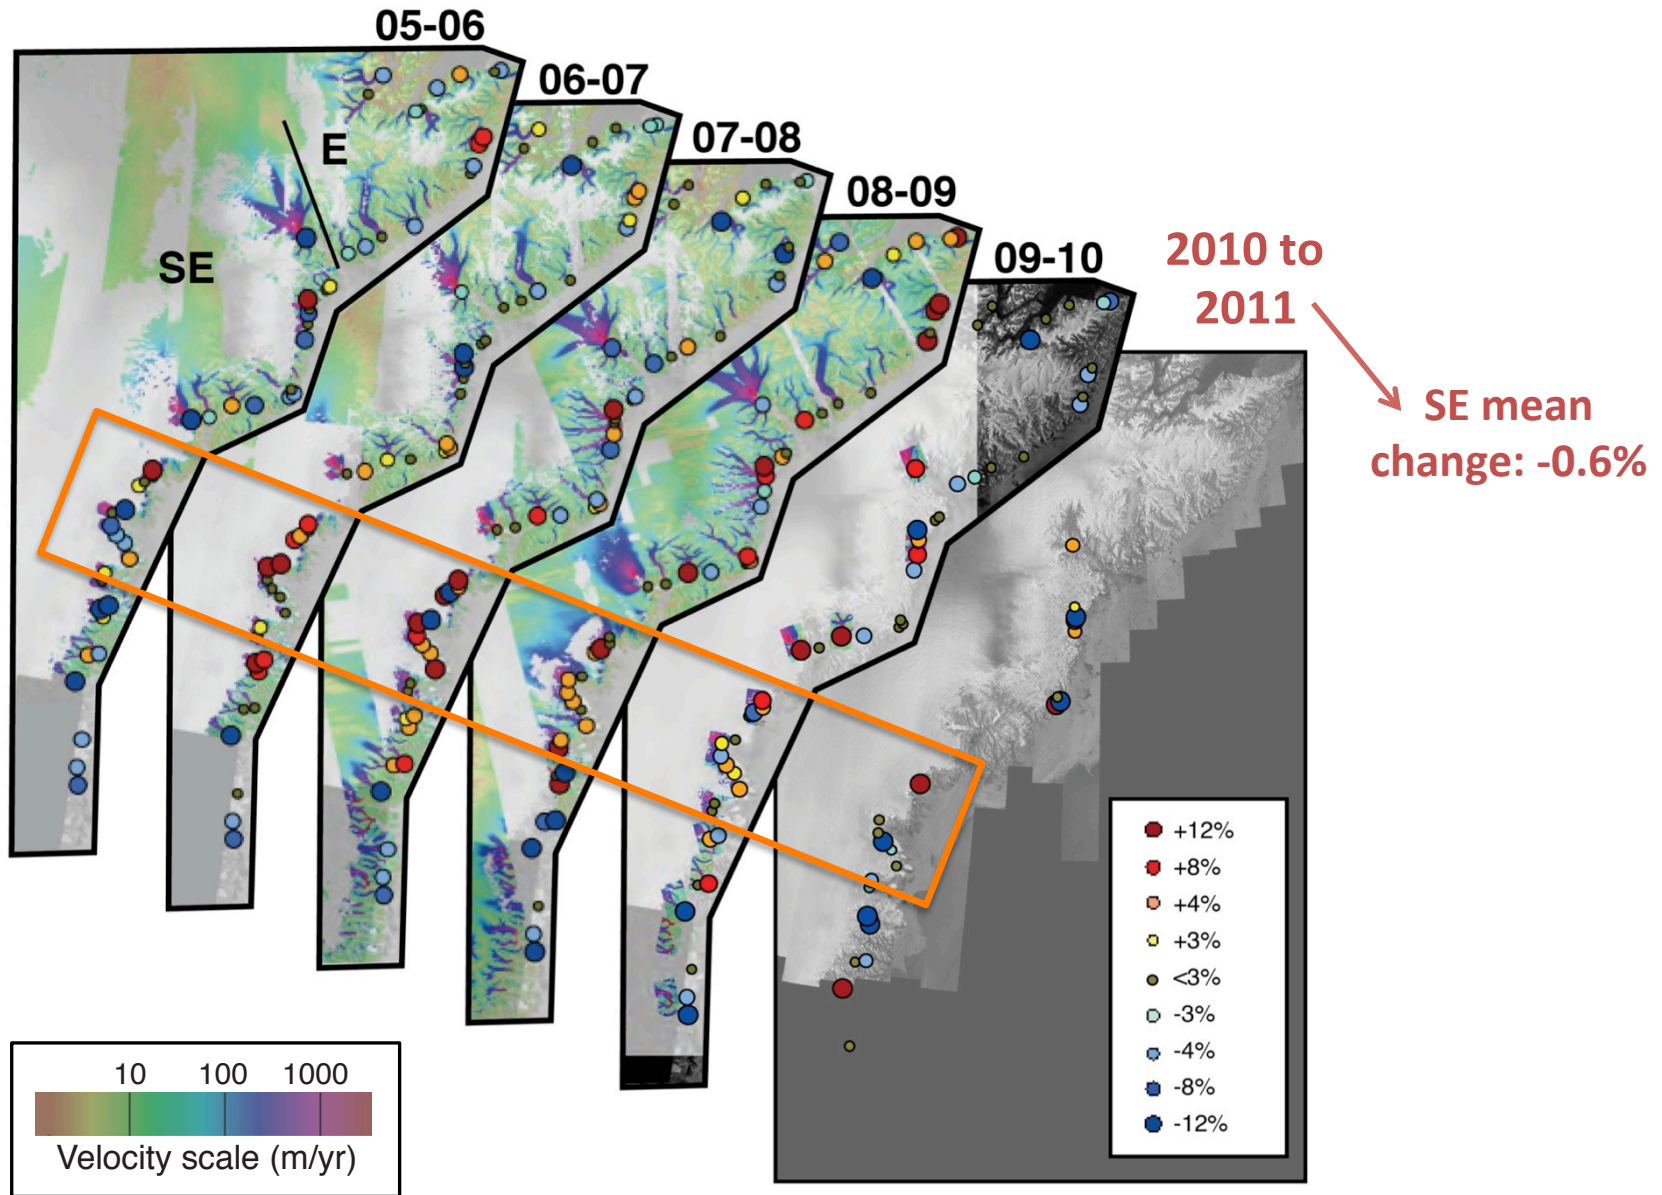 05-06
06-07
07-08
08-09
09-10
E
SE
2010 to
2011
SE mean
change: -0.6%
+12%
+8%
+4%
+3%
<3%
-3%
-4%
-8%
-12%
10 100 1000
Velocity scale (m/yr)